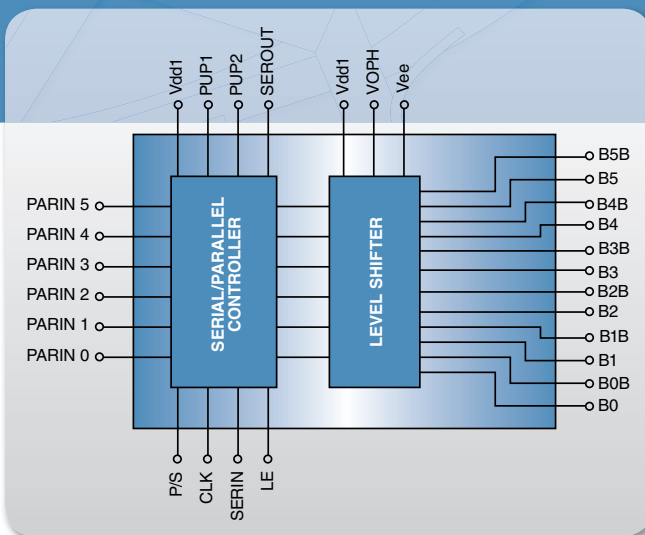 Vdd1
PUP1
PUP2
SEROUT
Vdd1
VOPH
Vee
PARIN 5
PARIN 4
PARIN 3
PARIN 2
PARIN 1
PARIN 0
SERIAL/PARALLEL
CONTROLLER
LEVEL SHIFTER
B5B
B5
B4B
B4
B3B
B3
B2B
B2
B1B
B1
B0B
B0
P/S
CLK
SERIN
LE